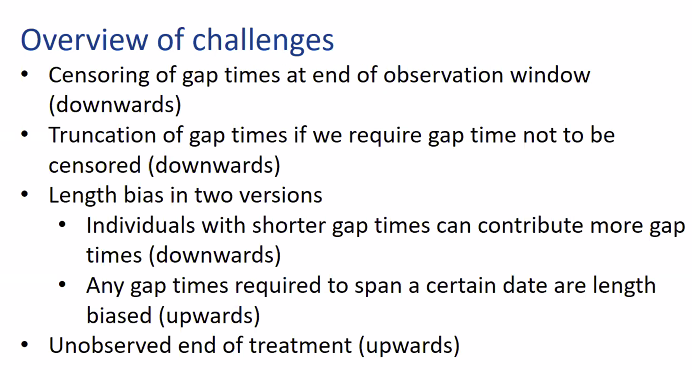 Overview of challenges
• Censoring of gap times at end of observation window
(downwards)
• Truncation of gap times if we require gap time not to be
censored (downwards)
• Length bias in two versions
• Individuals with shorter gap times can contribute more gap
times (downwards)
• Any gap times required to span a certain date are length
biased (upwards)
• Unobserved end of treatment (upwards)